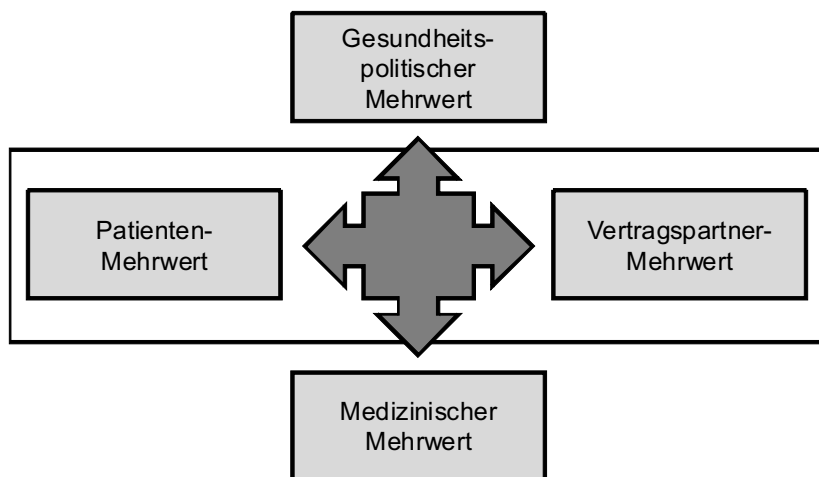 Gesundheits-
politischer
Mehrwert
Patienten-
Mehrwert
Vertragspartner-
Mehrwert
Medizinischer
Mehrwert